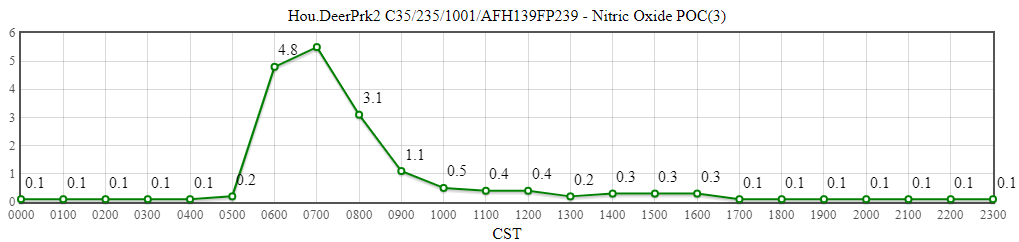 Hou.DeerPrk2 C35/235/1001/AFH139FP239 - Nitric Oxide POC(3)
6
5
4
3
2
1
0
4.8
3.1
1.1
0.1 0.1 0.1 0.1 0.1 0.2 0.5 0.4 0.4 0.2 0.3 0.3 0.3 0.1 0.1 0.1 0.1 0.1 0.1 0.1
0000 0100 0200 0300 0400 0500 0600 0700 0800 0900 1000 1100 1200 1300 1400 1500 1600 1700 1800 1900 2000 2100 2200 2300
CST